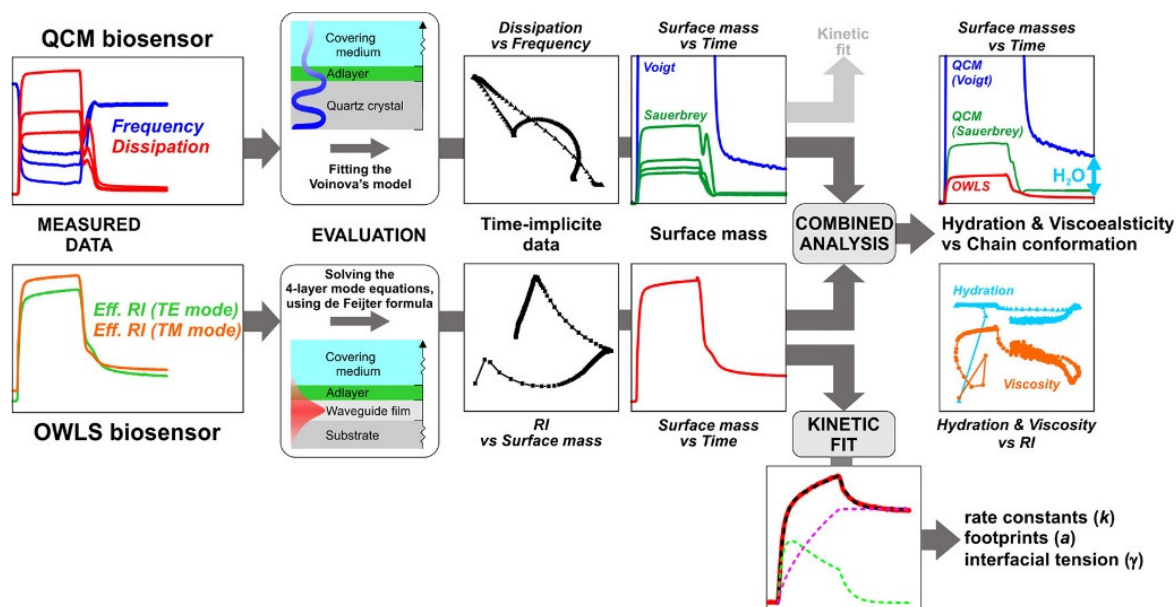 QCM biosensor
Frequency
Dissipation
MEASURED
DATA
Covering
medium
Adlayer
Quartz crystal
Fitting the
Voinova's model
EVALUATION
Dissipation
vs Frequency
Time-implicite
data
Surface mass
vs Time
Voigt
Sauerbrey
Surface mass
Kinetic
fit
COMBINED
ANALYSIS
Surface masses
vs Time
QCM
(Voigt)
QCM
(Sauerbrey)
OWLS
H₂O
Hydration & Viscoealsticity
vs Chain conformation
Eff. RI (TE mode)
Eff. RI (TM mode)
OWLS biosensor
Solving the
4-layer mode equations,
using de Feijter formula
Covering
medium
Adlayer
Waveguide film
Substrate
RI
vs Surface mass
Surface mass
vs Time
KINETIC
FIT
Hydration
Viscosity
Hydration & Viscosity
vs RI
rate constants (k)
footprints (a)
interfacial tension (γ)